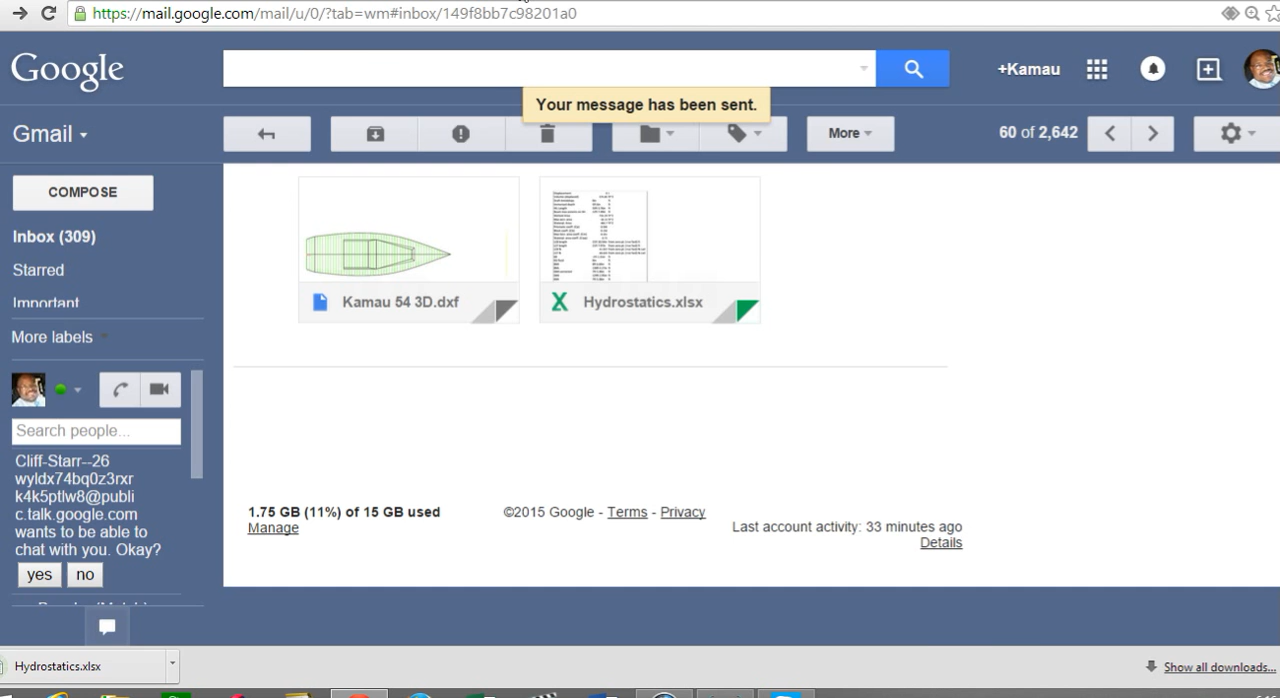 https://mail.google.com/mail/u/0/?tab=wm#inbox/149f8bb7c98201a0
Google
+Kamau
Your message has been sent.
Gmail
More
60 of 2,642
COMPOSE
Inbox (309)
Starred
Important
More labels
Kamau 54 3D.dxf
Hydrostatics.xlsx
Search people...
Cliff-Starr--26
wyldx74bq0z3rxr
k4k5ptlw8@publi
c.talk.google.com
wants to be able to
chat with you. Okay?
yes no
1.75 GB (11%) of 15 GB used
Manage
©2015 Google - Terms - Privacy
Last account activity: 33 minutes ago
Details
Hydrostatics.xlsx
Show all downloads...